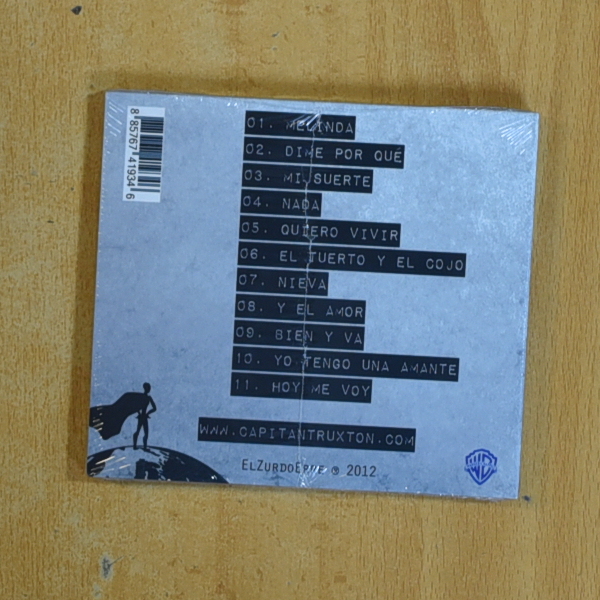 8 85767 41934 6
01. MELINDA
02. DIME POR QUÉ
03. MI SUERTE
04. NADA
05. QUIERO VIVIR
06. EL TUERTO Y EL COJO
07. NIEVA
08. Y EL AMOR
09. BIEN Y VA
10. YO TENGO UNA AMANTE
11. HOY ME VOY
WWW.CAPITANTRUXTON.COM
ELZURDOERRE ® 2012